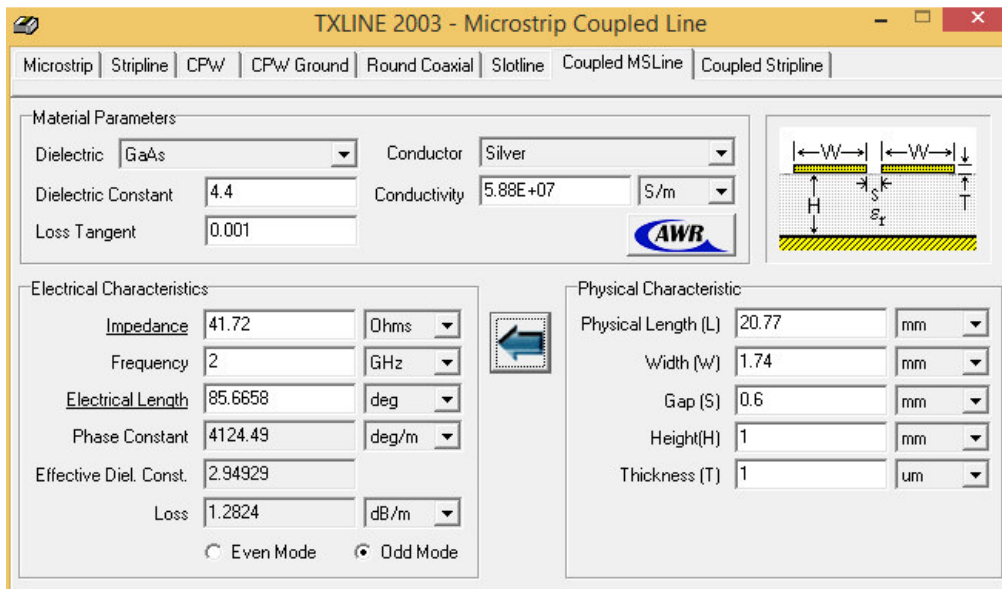 TXLINE 2003 - Microstrip Coupled Line
Microstrip Stripline CPW CPW Ground Round Coaxial Slotline Coupled MSLine Coupled Stripline
Material Parameters
Dielectric GaAs Conductor Silver
Dielectric Constant 4.4 Conductivity 5.88E+07 S/m
Loss Tangent 0.001
AWR
W W
S T
H
εr
Electrical Characteristics
Impedance 41.72 Ohms
Frequency 2 GHz
Electrical Length 85.6658 deg
Phase Constant 4124.49 deg/m
Effective Diel. Const. 2.94929
Loss 1.2824 dB/m
Even Mode Odd Mode
Physical Characteristic
Physical Length (L) 20.77 mm
Width (W) 1.74 mm
Gap (S) 0.6 mm
Height(H) 1 mm
Thickness (T) 1 um